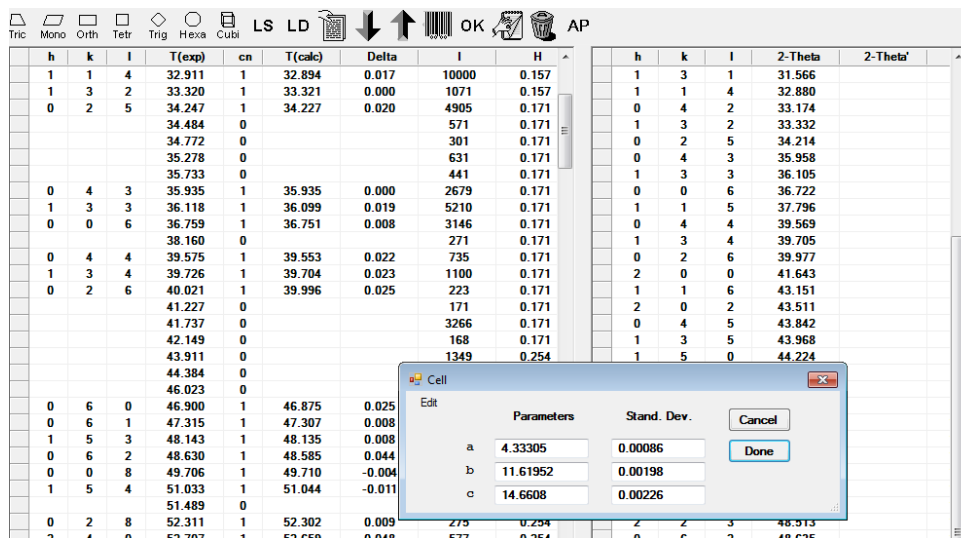 Tric Mono Orth Tetr Trig Hexa Cubi LS LD OK AP
h k l T(exp) cn T(calc) Delta I H
1 1 4 32.911 1 32.894 0.017 10000 0.157
1 3 2 33.320 1 33.321 0.000 1071 0.157
0 2 5 34.247 1 34.227 0.020 4905 0.171
34.484 0 571 0.171
34.772 0 301 0.171
35.278 0 631 0.171
35.733 0 441 0.171
0 4 3 35.935 1 35.935 0.000 2679 0.171
1 3 3 36.118 1 36.099 0.019 5210 0.171
0 0 6 36.759 1 36.751 0.008 3146 0.171
38.160 0 271 0.171
0 4 4 39.575 1 39.553 0.022 735 0.171
1 3 4 39.726 1 39.704 0.023 1100 0.171
0 2 6 40.021 1 39.996 0.025 223 0.171
41.227 0 171 0.171
41.737 0 3266 0.171
42.149 0 168 0.171
43.911 0 1349 0.254
44.384 0
46.023 0
0 6 0 46.900 1 46.875 0.025
0 6 1 47.315 1 47.307 0.008
1 5 3 48.143 1 48.135 0.008
0 6 2 48.630 1 48.585 0.044
0 0 8 49.706 1 49.710 -0.004
1 5 4 51.033 1 51.044 -0.011
51.489 0
0 2 8 52.311 1 52.302 0.009 275 0.254
h k l 2-Theta 2-Theta'
1 3 1 31.566
1 1 4 32.880
0 4 2 33.174
1 3 2 33.332
0 2 5 34.214
0 4 3 35.958
1 3 3 36.105
0 0 6 36.722
1 1 5 37.796
0 4 4 39.569
1 3 4 39.705
0 2 6 39.977
2 0 0 41.643
1 1 6 43.151
2 0 2 43.511
0 4 5 43.842
1 3 5 43.968
1 5 0 44.224
2 2 3 48.513
Cell
Edit
Parameters Stand. Dev.
a 4.33305 0.00086
b 11.61952 0.00198
c 14.6608 0.00226
Cancel
Done